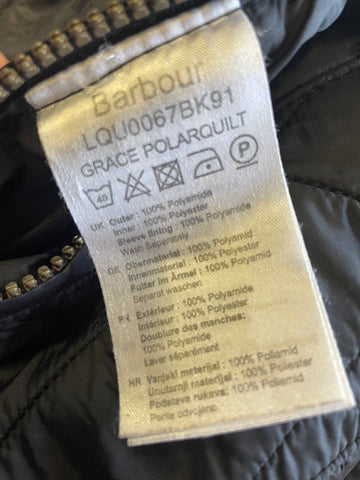 Barbour
LQU0067BK91
GRACE POLARQUILT
40 P
UK Outer : 100% Polyamide
Inner : 100% Polyester
Sleeve lining : 100% Polyamide
Wash Separately
DE Obermaterial : 100% Polyamid
Innenmaterial : 100% Polyester
Futter im Ärmel : 100% Polyamid
Separat waschen
FR Extérieur : 100% Polyamide
Intérieur : 100% Polyester
Doublure des manches:
100% Polyamide
Laver séparément
HR Vanjski materijal : 100% Poliamid
Unutarnji materijal : 100% Poliester
Podstava rukava: 100% Poliamid
Perite odvojeno